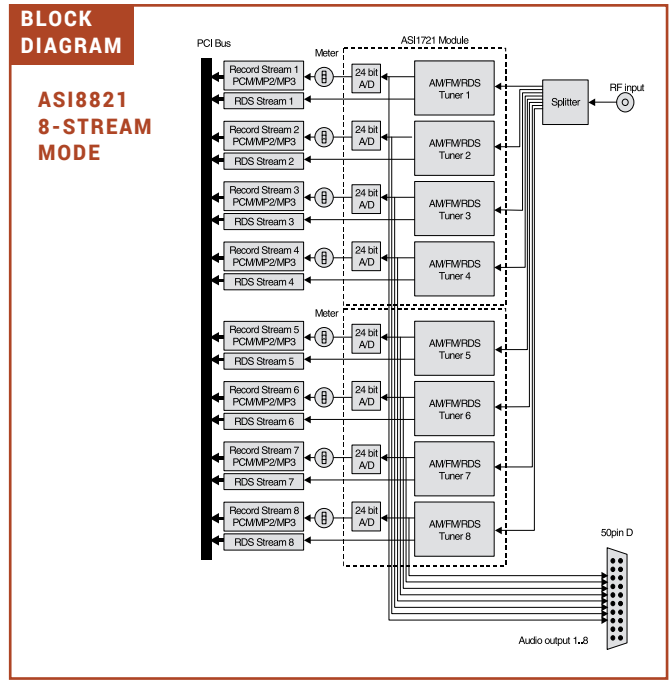 BLOCK
DIAGRAM
ASI8821
8-STREAM
MODE
PCI Bus
Meter
ASI1721 Module
Record Stream 1
PCM/MP2/MP3
24 bit
A/D
AM/FM/RDS
Tuner 1
RDS Stream 1
Splitter
RF input
Record Stream 2
PCM/MP2/MP3
24 bit
A/D
AM/FM/RDS
Tuner 2
RDS Stream 2
Record Stream 3
PCM/MP2/MP3
24 bit
A/D
AM/FM/RDS
Tuner 3
RDS Stream 3
Record Stream 4
PCM/MP2/MP3
24 bit
A/D
AM/FM/RDS
Tuner 4
RDS Stream 4
Meter
Record Stream 5
PCM/MP2/MP3
24 bit
A/D
AM/FM/RDS
Tuner 5
RDS Stream 5
Record Stream 6
PCM/MP2/MP3
24 bit
A/D
AM/FM/RDS
Tuner 6
RDS Stream 6
Record Stream 7
PCM/MP2/MP3
24 bit
A/D
AM/FM/RDS
Tuner 7
RDS Stream 7
Record Stream 8
PCM/MP2/MP3
24 bit
A/D
AM/FM/RDS
Tuner 8
RDS Stream 8
50pin D
Audio output 1..8